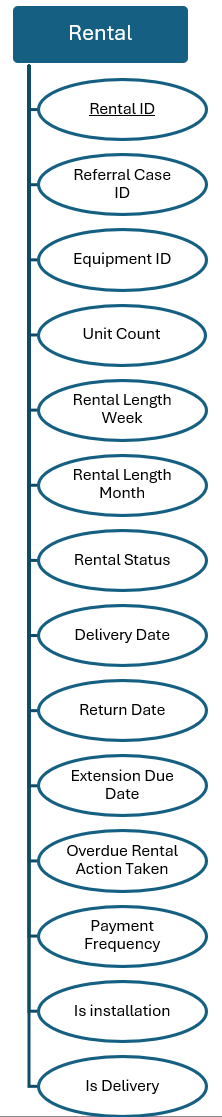 Rental
Rental ID
Referral Case
ID
Equipment ID
Unit Count
Rental Length
Week
Rental Length
Month
Rental Status
Delivery Date
Return Date
Extension Due
Date
Overdue Rental
Action Taken
Payment
Frequency
Is installation
Is Delivery